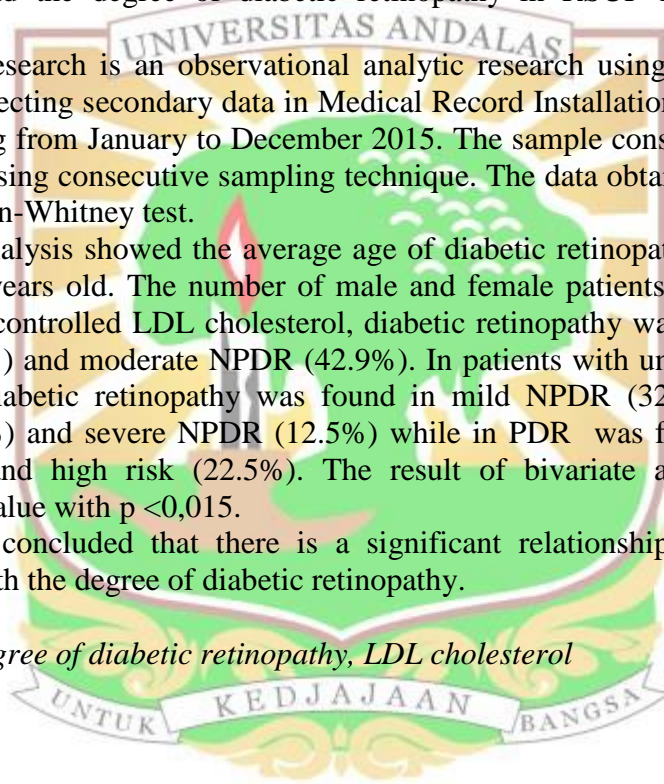 the degree of diabetic retinopathy in
UNIVERSITAS ANDALAS
esearch is an observational analytic research using
ecting secondary data in Medical Record Installation
g from January to December 2015. The sample cons
sing consecutive sampling technique. The data obta
n-Whitney test.
alysis showed the average age of diabetic retinopat
years old. The number of male and female patients
controlled LDL cholesterol, diabetic retinopathy wa
) and moderate NPDR (42.9%). In patients with un
iabetic retinopathy was found in mild NPDR (32
) and severe NPDR (12.5%) while in PDR was f
and high risk (22.5%). The result of bivariate a
alue with p <0,015.
concluded that there is a significant relationship
th the degree of diabetic retinopathy.
gree of diabetic retinopathy, LDL cholesterol
UNTUK KEDJAJAAN BANGSA